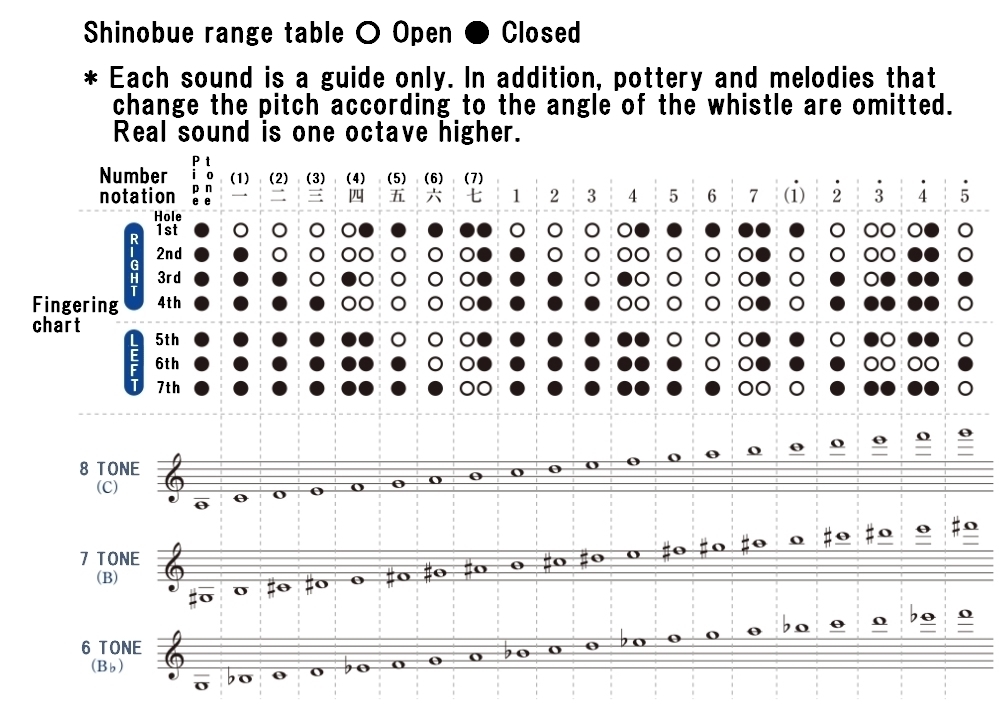 Shinobue range table ○ Open ● Closed
* Each sound is a guide only. In addition, pottery and melodies that
change the pitch according to the angle of the whistle are omitted.
Real sound is one octave higher.
Number notation
Pipe tone
(1) (2) (3) (4) (5) (6) (7)
一 二 三 四 五 六 七 1 2 3 4 5 6 7 (1) 2 3 4 5
Fingering chart
RIGHT
Hole
1st
2nd
3rd
4th
LEFT
5th
6th
7th
8 TONE
(C)
7 TONE
(B)
6 TONE
(B♭)